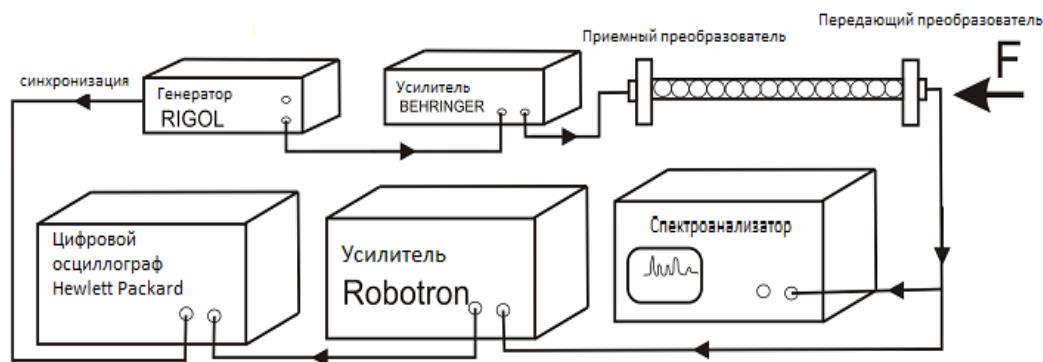 Передающий преобразователь
Приемный преобразователь
F
синхронизация
Генератор
RIGOL
Усилитель
BEHRINGER
Цифровой
осциллограф
Hewlett Packard
Усилитель
Robotron
Спектроанализатор